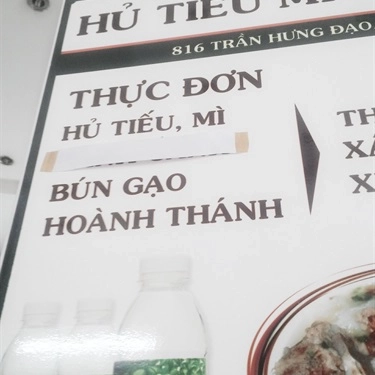 HỦ TIẾU
816 TRẦN HƯNG ĐẠO
THỰC ĐƠN
HỦ TIẾU, MÌ
BÚN GẠO
HOÀNH THÁNH